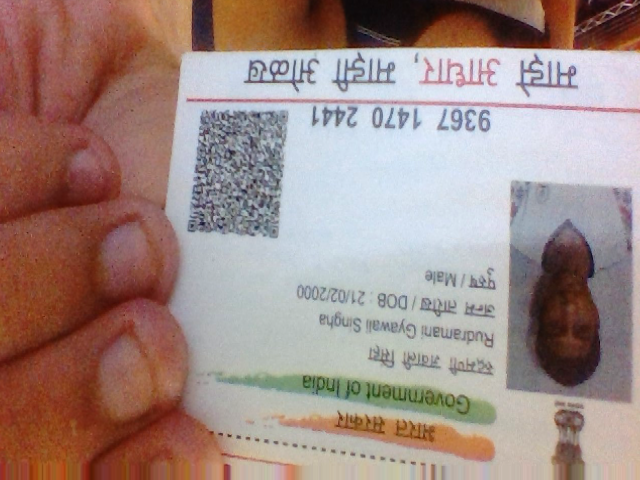 भारत सरकार
Government of India
रुद्रमणी ज्ञवाली सिंहा
Rudramani Gyawali Singha
जन्म तारीख / DOB : 21/02/2000
पुरुष / Male
9367 1470 2441
माझे आधार, माझी ओळख